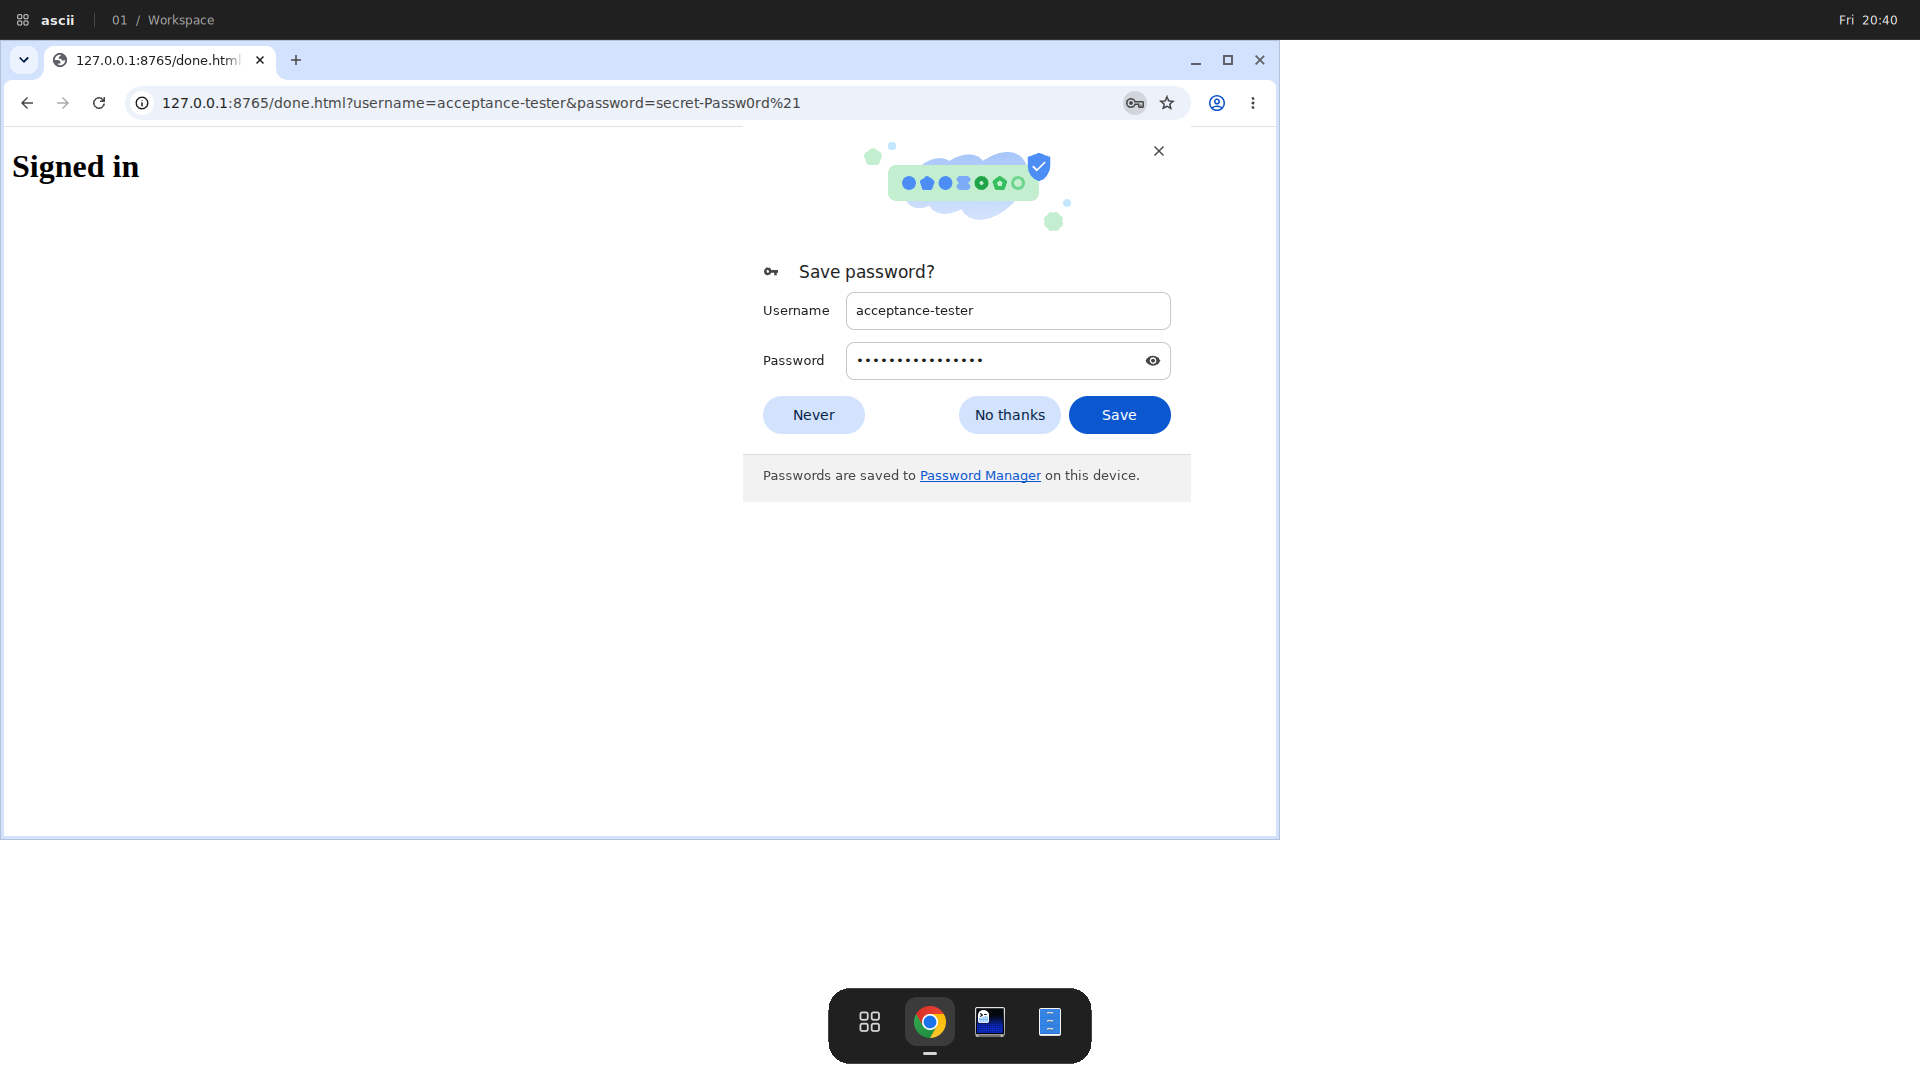 ascii 01 / Workspace Fri 20:40
127.0.0.1:8765/done.html
127.0.0.1:8765/done.html?username=acceptance-tester&password=secret-Passw0rd%21
Signed in
Save password?
Username acceptance-tester
Password ••••••••••••••••
Never No thanks Save
Passwords are saved to Password Manager on this device.